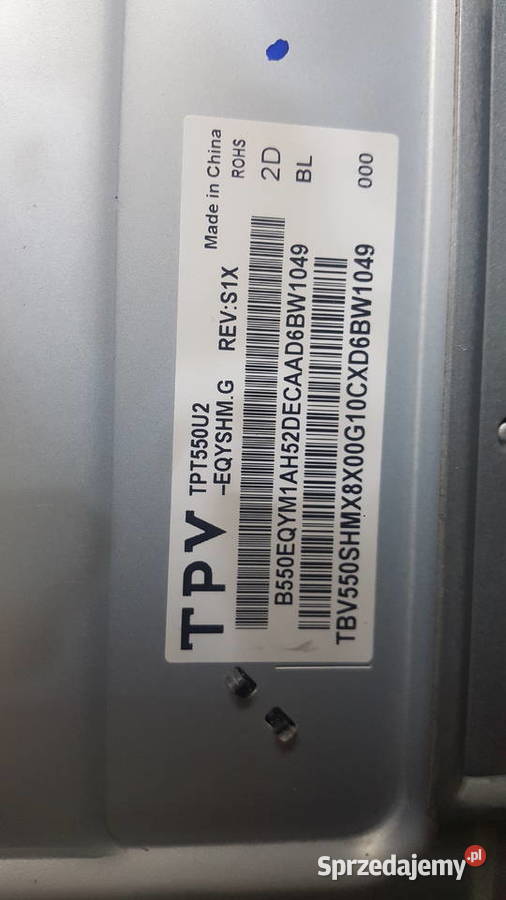 TPV
TPT550U2
-EQYSHM.G
REV:S1X
Made in China
ROHS
2D
BL
000
B550EQYM1AH52DECAAD6BW1049
TBV550SHMX8X00G10CXD6BW1049
Sprzedajemy.pl